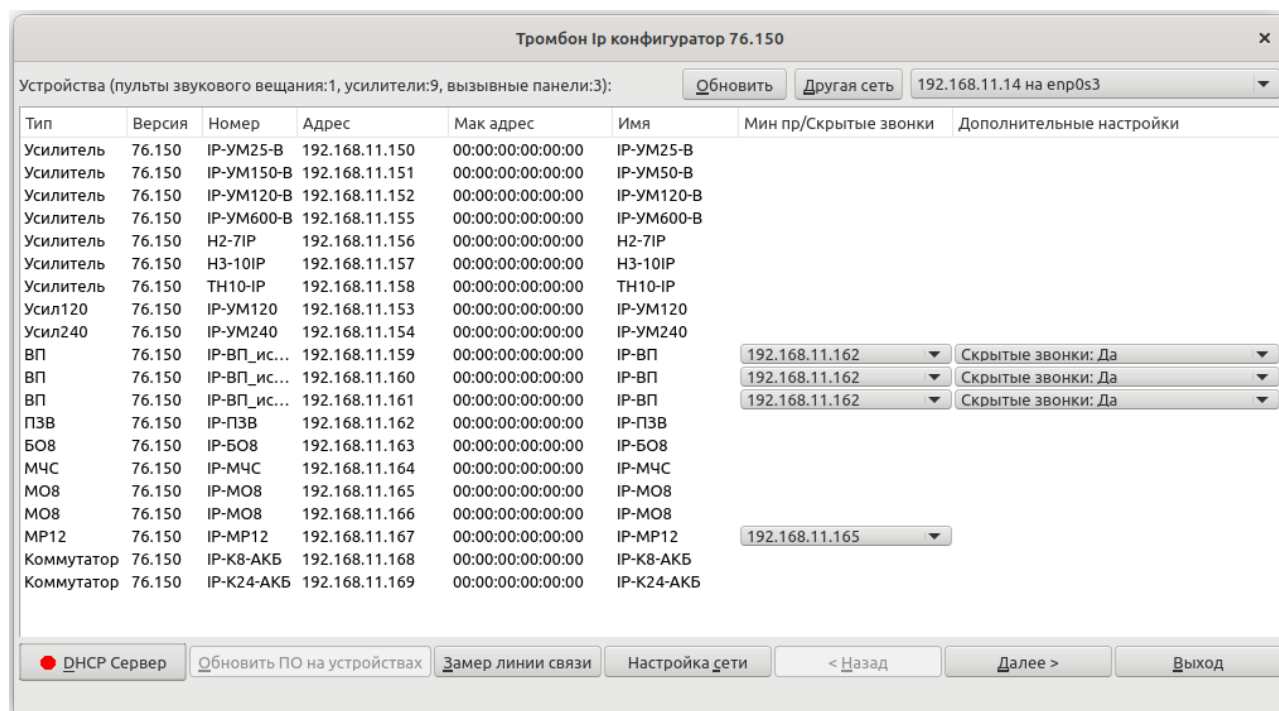 Тромбон Ip конфигуратор 76.150 ×
Устройства (пульты звукового вещания:1, усилители:9, вызывные панели:3): Обновить Другая сеть 192.168.11.14 на enp0s3
Тип Версия Номер Адрес Мак адрес Имя Мин пр/Скрытые звонки Дополнительные настройки
Усилитель 76.150 IP-УМ25-В 192.168.11.150 00:00:00:00:00:00 IP-УМ25-В
Усилитель 76.150 IP-УМ150-В 192.168.11.151 00:00:00:00:00:00 IP-УМ50-В
Усилитель 76.150 IP-УМ120-В 192.168.11.152 00:00:00:00:00:00 IP-УМ120-В
Усилитель 76.150 IP-УМ600-В 192.168.11.155 00:00:00:00:00:00 IP-УМ600-В
Усилитель 76.150 Н2-7IP 192.168.11.156 00:00:00:00:00:00 Н2-7IP
Усилитель 76.150 Н3-10IP 192.168.11.157 00:00:00:00:00:00 Н3-10IP
Усилитель 76.150 ТН10-IP 192.168.11.158 00:00:00:00:00:00 ТН10-IP
Усил120 76.150 IP-УМ120 192.168.11.153 00:00:00:00:00:00 IP-УМ120
Усил240 76.150 IP-УМ240 192.168.11.154 00:00:00:00:00:00 IP-УМ240
ВП 76.150 IP-ВП_ис... 192.168.11.159 00:00:00:00:00:00 IP-ВП 192.168.11.162 Скрытые звонки: Да
ВП 76.150 IP-ВП_ис... 192.168.11.160 00:00:00:00:00:00 IP-ВП 192.168.11.162 Скрытые звонки: Да
ВП 76.150 IP-ВП_ис... 192.168.11.161 00:00:00:00:00:00 IP-ВП 192.168.11.162 Скрытые звонки: Да
ПЗВ 76.150 IP-ПЗВ 192.168.11.162 00:00:00:00:00:00 IP-ПЗВ
БО8 76.150 IP-БО8 192.168.11.163 00:00:00:00:00:00 IP-БО8
МЧС 76.150 IP-МЧС 192.168.11.164 00:00:00:00:00:00 IP-МЧС
МО8 76.150 IP-МО8 192.168.11.165 00:00:00:00:00:00 IP-МО8
МО8 76.150 IP-МО8 192.168.11.166 00:00:00:00:00:00 IP-МО8
МР12 76.150 IP-МР12 192.168.11.167 00:00:00:00:00:00 IP-МР12 192.168.11.165
Коммутатор 76.150 IP-К8-АКБ 192.168.11.168 00:00:00:00:00:00 IP-К8-АКБ
Коммутатор 76.150 IP-К24-АКБ 192.168.11.169 00:00:00:00:00:00 IP-К24-АКБ
DHCP Сервер Обновить ПО на устройствах Замер линии связи Настройка сети < Назад Далее > Выход